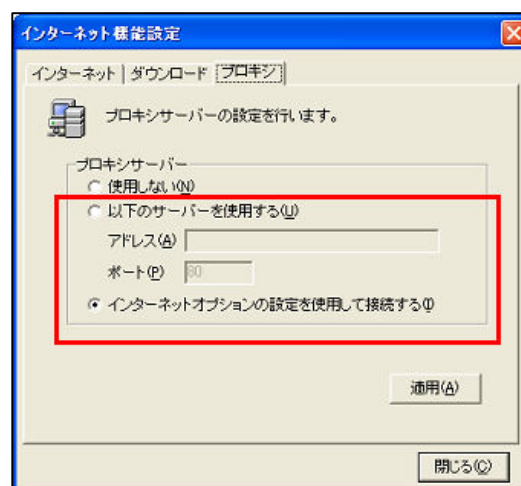 インターネット機能設定
インターネット ダウンロード プロキシ
プロキシサーバーの設定を行います。
プロキシサーバー
使用しない(N)
以下のサーバーを使用する(U)
アドレス(A)
ポート(P) 80
インターネットオプションの設定を使用して接続する(I)
適用(A)
閉じる(C)